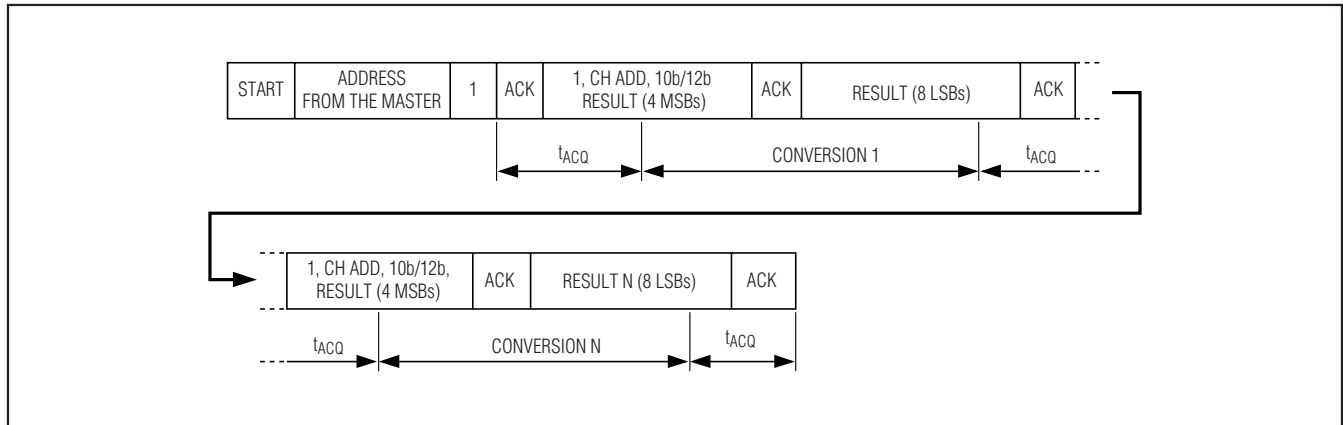 START
ADDRESS
FROM THE MASTER
1
ACK
1, CH ADD, 10b/12b
RESULT (4 MSBs)
ACK
RESULT (8 LSBs)
ACK
tACQ
CONVERSION 1
tACQ
1, CH ADD, 10b/12b,
RESULT (4 MSBs)
ACK
RESULT N (8 LSBs)
ACK
tACQ
CONVERSION N
tACQ